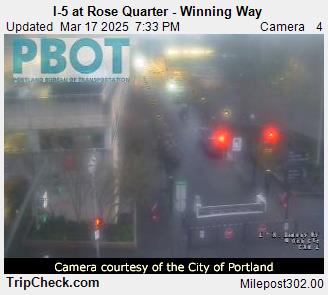 I-5 at Rose Quarter - Winning Way
Updated Mar 17 2025 7:33 PM Camera 4
PBOT
PORTLAND BUREAU OF TRANSPORTATION
Camera courtesy of the City of Portland
TripCheck.com Milepost302.00